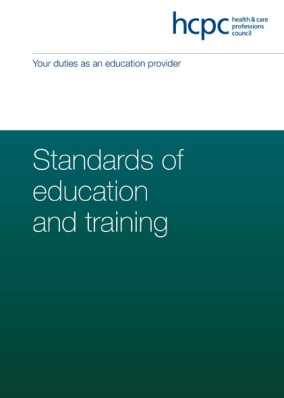 hcpc
health & care
professions
council
Your duties as an education provider
Standards of
education
and training